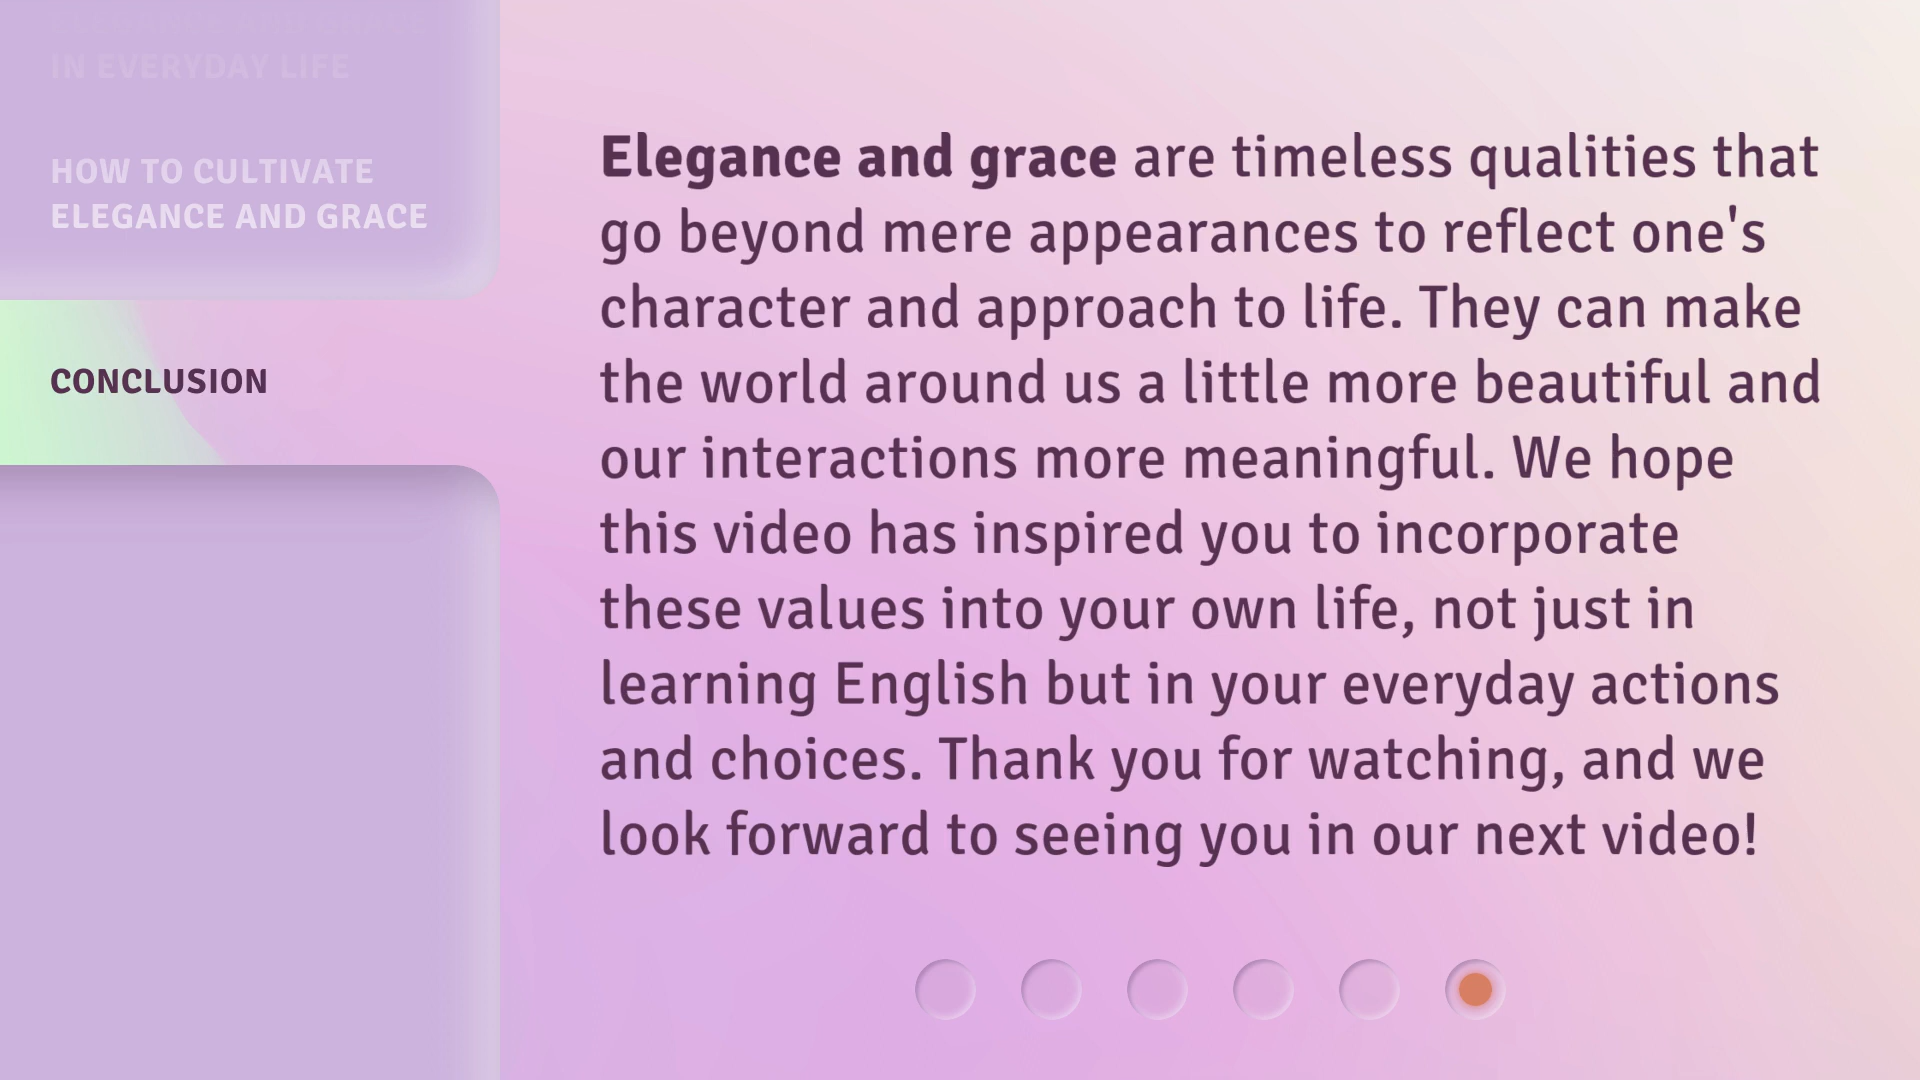 ELEGANCE AND GRACE
IN EVERYDAY LIFE
HOW TO CULTIVATE
ELEGANCE AND GRACE
CONCLUSION
Elegance and grace are timeless qualities that
go beyond mere appearances to reflect one's
character and approach to life. They can make
the world around us a little more beautiful and
our interactions more meaningful. We hope
this video has inspired you to incorporate
these values into your own life, not just in
learning English but in your everyday actions
and choices. Thank you for watching, and we
look forward to seeing you in our next video!